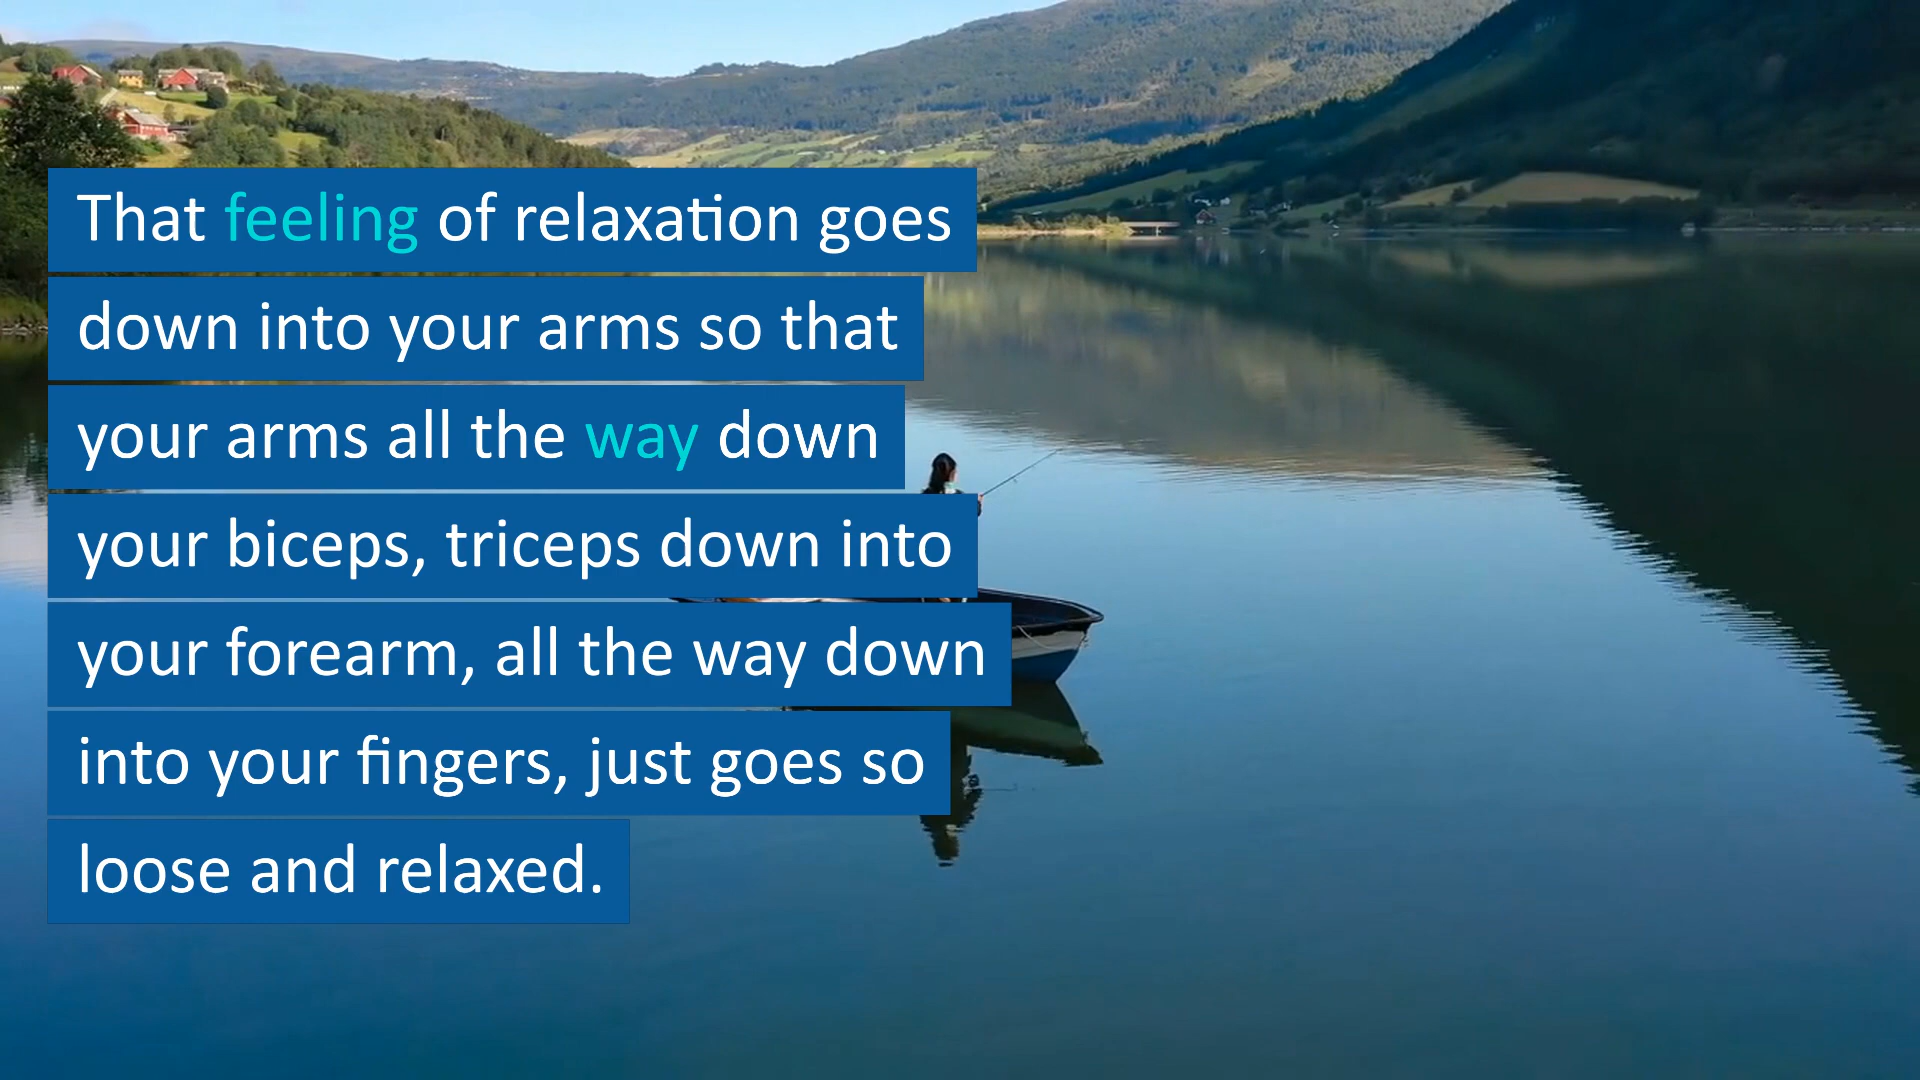 That feeling of relaxation goes
down into your arms so that
your arms all the way down
your biceps, triceps down into
your forearm, all the way down
into your fingers, just goes so
loose and relaxed.